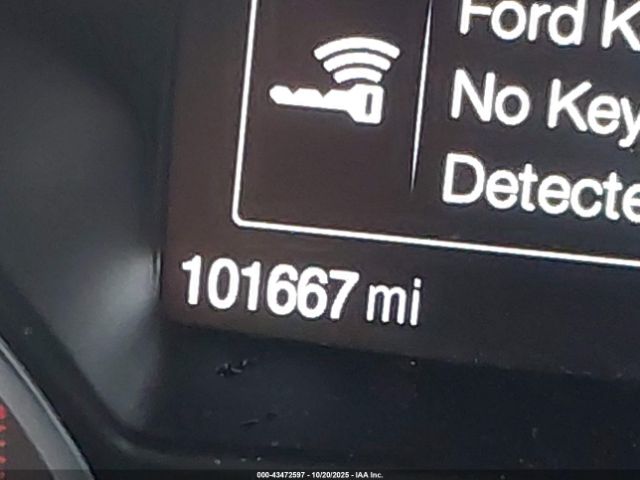 Ford K
No Key
Detecte
101667 mi
000-43472597 - 10/20/2025 - IAA Inc.